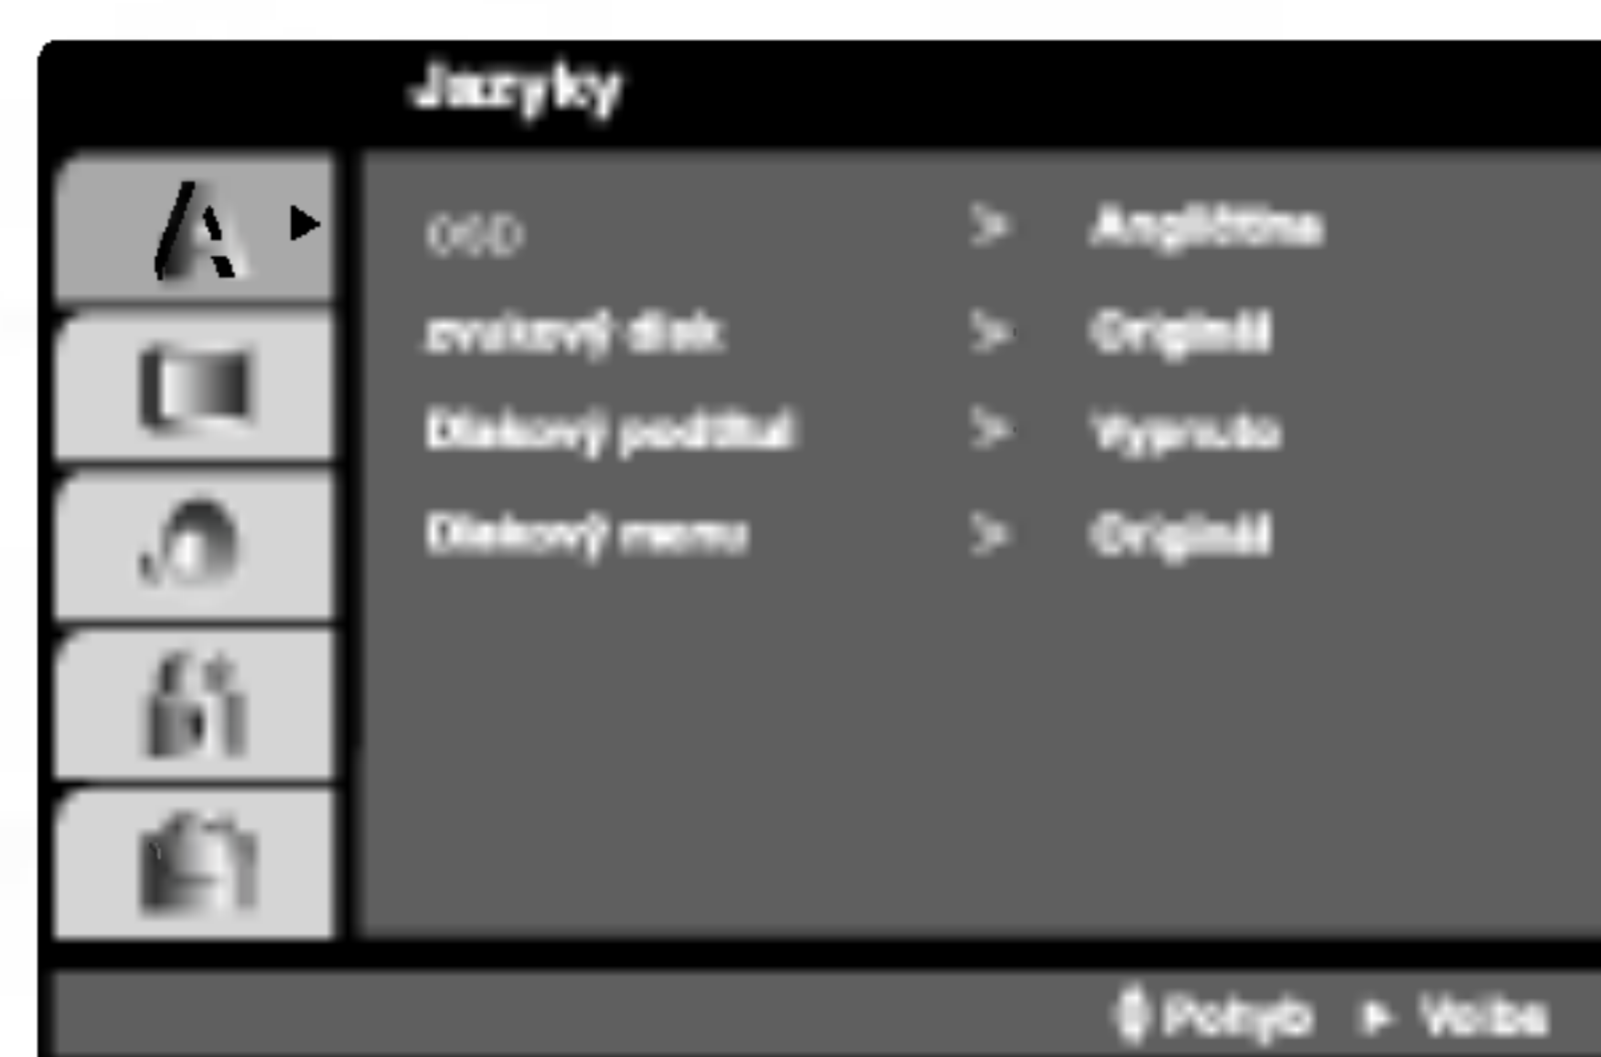 Jazyky
OSD > Angličtina
zvukový disk > Originál
Diskový podtitul > Vypnuto
Diskový menu > Originál
Pohyb Volba